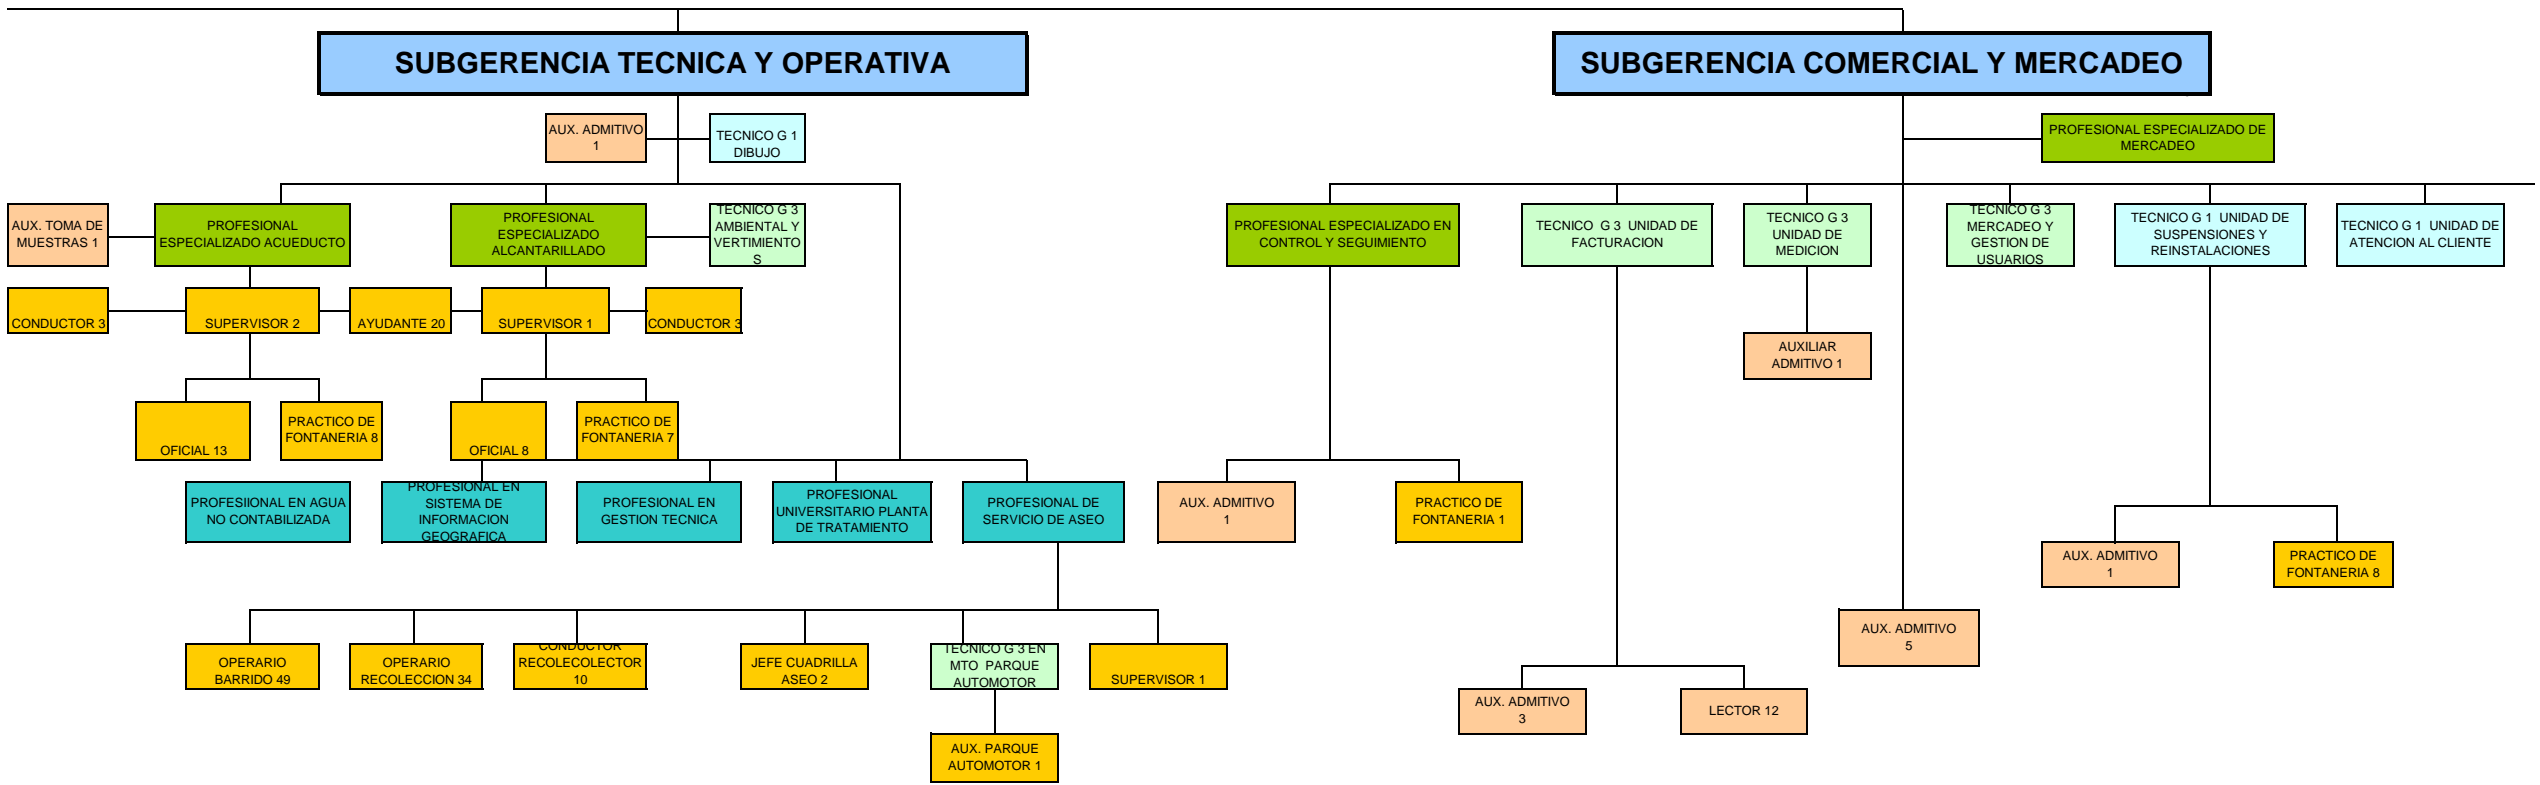 SUBGERENCIA TECNICA Y OPERATIVA
SUBGERENCIA COMERCIAL Y MERCADEO
AUX. ADMITIVO
1
TECNICO G 1
DIBUJO
PROFESIONAL ESPECIALIZADO DE
MERCADEO
AUX. TOMA DE
MUESTRAS 1
PROFESIONAL
ESPECIALIZADO ACUEDUCTO
PROFESIONAL
ESPECIALIZADO
ALCANTARILLADO
TECNICO G 3
AMBIENTAL Y
VERTIMIENTO
S
PROFESIONAL ESPECIALIZADO EN
CONTROL Y SEGUIMIENTO
TECNICO G 3 UNIDAD DE
FACTURACION
TECNICO G 3
UNIDAD DE
MEDICION
TECNICO G 3
MERCADEO Y
GESTION DE
USUARIOS
TECNICO G 1 UNIDAD DE
SUSPENSIONES Y
REINSTALACIONES
TECNICO G 1 UNIDAD DE
ATENCION AL CLIENTE
CONDUCTOR 3
SUPERVISOR 2
AYUDANTE 20
SUPERVISOR 1
CONDUCTOR 3
AUXILIAR
ADMITIVO 1
OFICIAL 13
PRACTICO DE
FONTANERIA 8
OFICIAL 8
PRACTICO DE
FONTANERIA 7
PROFESIIONAL EN AGUA
NO CONTABILIZADA
PROFESIONAL EN
SISTEMA DE
INFORMACION
GEOGRAFICA
PROFESIONAL EN
GESTION TECNICA
PROFESIONAL
UNIVERSITARIO PLANTA
DE TRATAMIENTO
PROFESIONAL DE
SERVICIO DE ASEO
AUX. ADMITIVO
1
PRACTICO DE
FONTANERIA 1
AUX. ADMITIVO
1
PRACTICO DE
FONTANERIA 8
AUX. ADMITIVO
5
OPERARIO
BARRIDO 49
OPERARIO
RECOLECCION 34
CONDUCTOR
RECOLECOLECTOR
10
JEFE CUADRILLA
ASEO 2
TECNICO G 3 EN
MTO PARQUE
AUTOMOTOR
SUPERVISOR 1
AUX. ADMITIVO
3
LECTOR 12
AUX. PARQUE
AUTOMOTOR 1